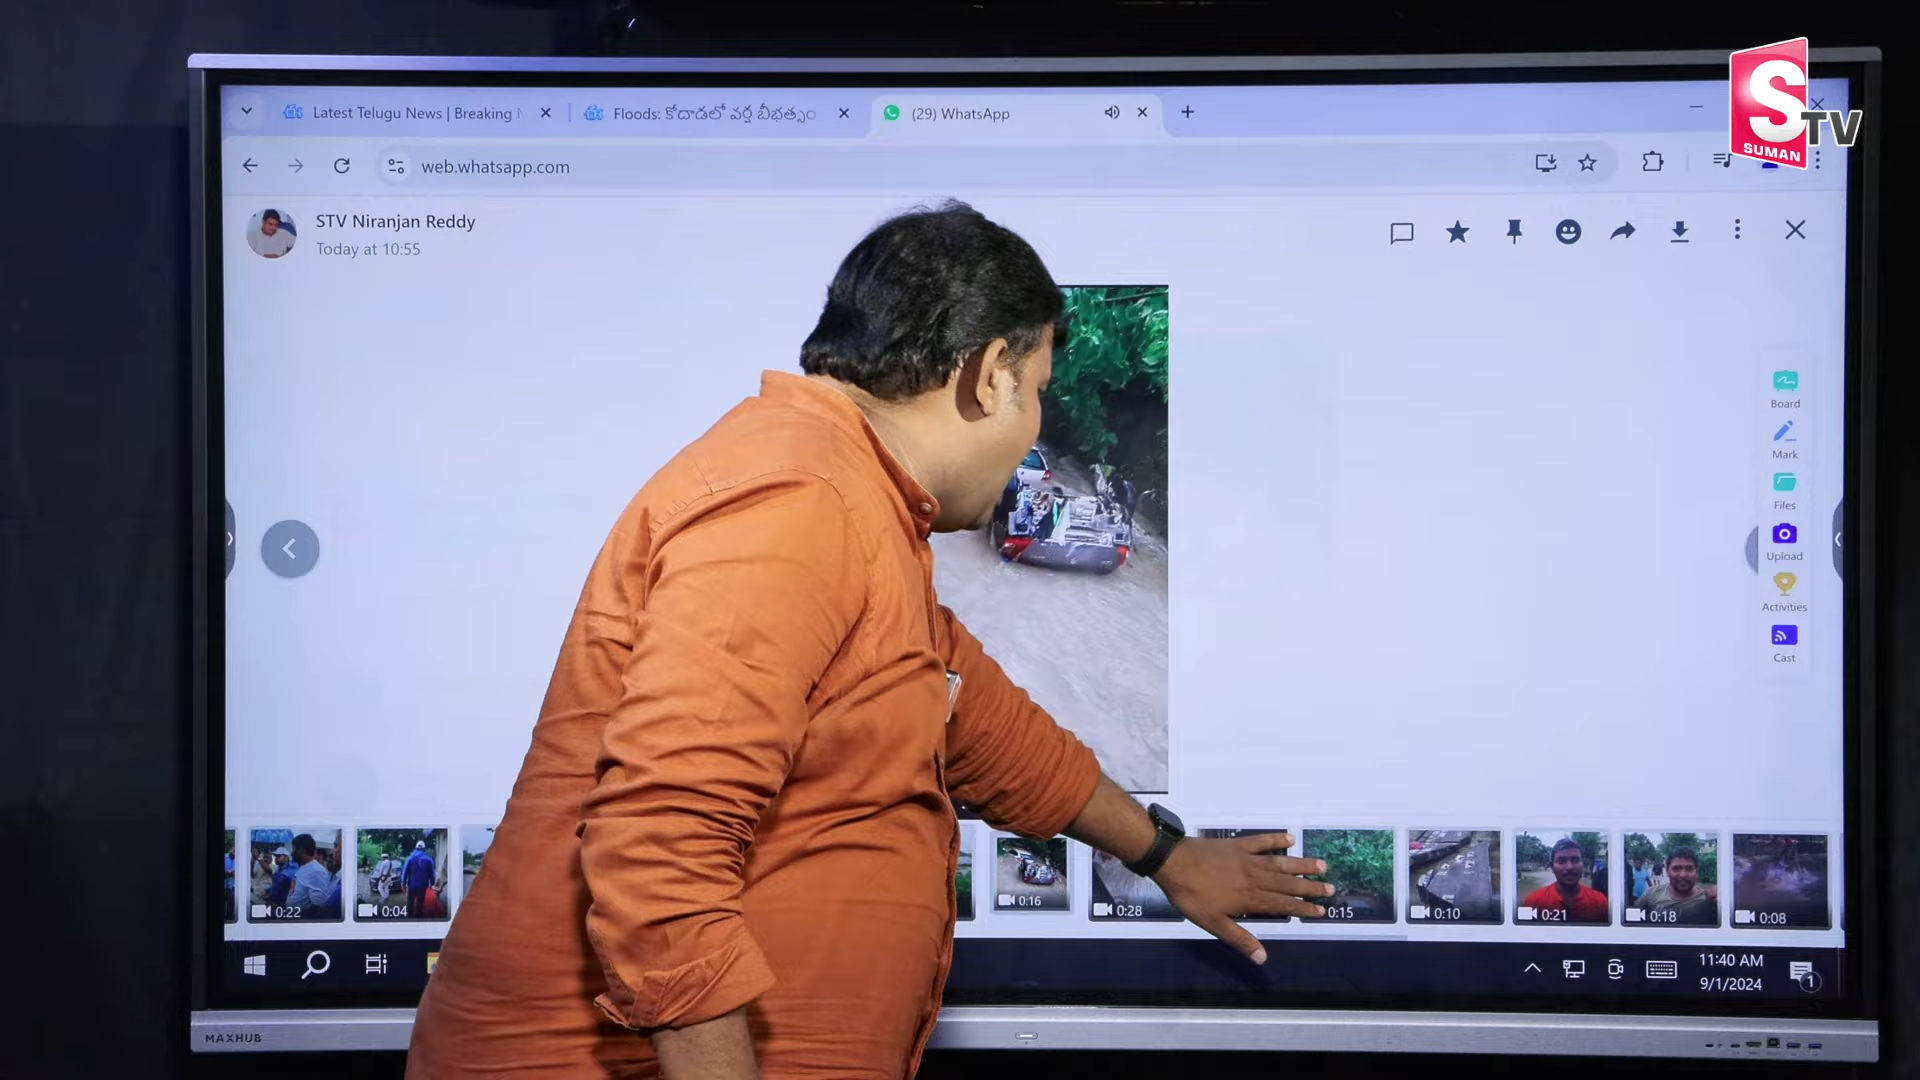 Latest Telugu News | Breaking
Floods: కోదాడలో వర్ష బీభత్సం
(29) WhatsApp
S TV
SUMAN
web.whatsapp.com
STV Niranjan Reddy
Today at 10:55
Board
Mark
Files
Upload
Activities
Cast
0:22
0:04
0:16
0:28
0:15
0:10
0:21
0:18
0:08
11:40 AM
9/1/2024
1
MAXHUB